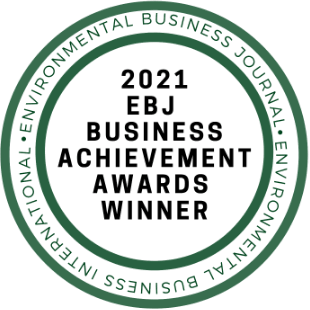 • ENVIRONMENTAL BUSINESS JOURNAL • ENVIRONMENTAL BUSINESS INTERNATIONAL
2021
EBJ
BUSINESS
ACHIEVEMENT
AWARDS
WINNER